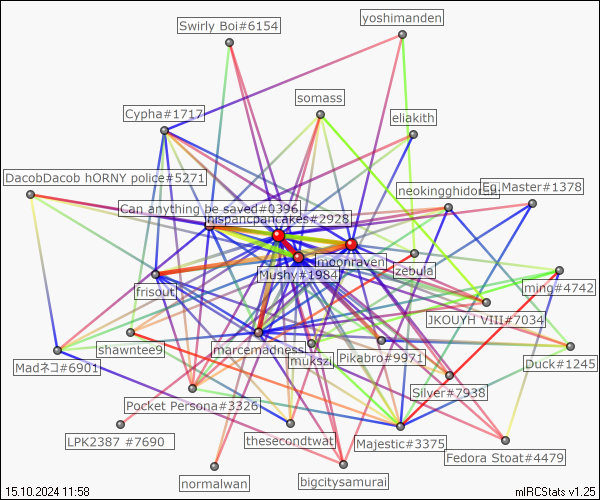 yoshimanden
Swirly Boi#6154
somass
Cypha#1717
eliakith
DacobDacob hORNY police#5271
neokingghidorah
Eg.Master#1378
Can anything be saved#0396
hispancpancakes#2928
moonraven
zebula
Mushy#1984
ming#4742
frisout
JKOUYH VIII#7034
shawntee9
marcemadness
mukszi
Pikabro#9971
Duck#1245
Madネコ#6901
Silver#7938
Pocket Persona#3326
LPK2387 #7690
thesecondtwat
Majestic#3375
Fedora Stoat#4479
normalwan
bigcitysamurai
15.10.2024 11:58
mIRCStats v1.25